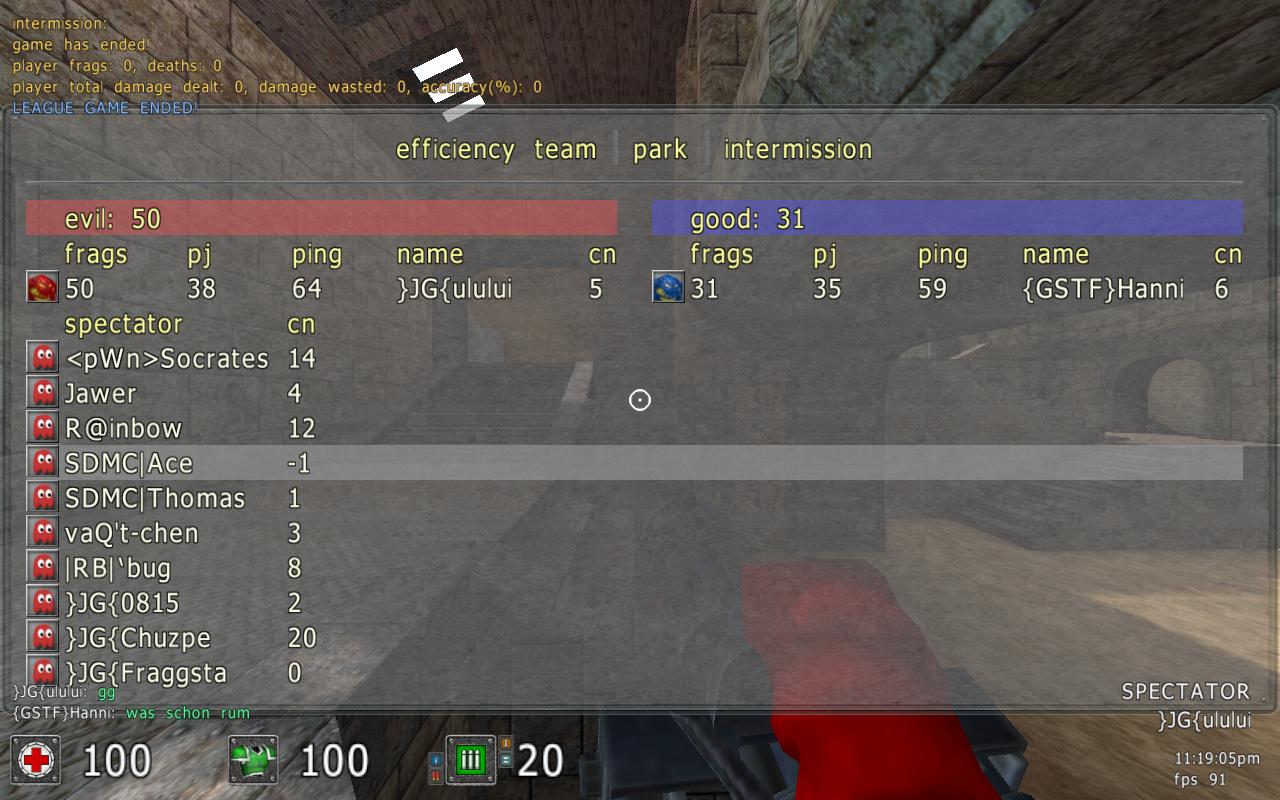 intermission:
game has ended!
player frags: 0, deaths: 0
player total damage dealt: 0, damage wasted: 0, accuracy(%): 0
LEAGUE GAME ENDED!
efficiency team park intermission
evil: 50 good: 31
frags pj ping name cn frags pj ping name cn
50 38 64 }JG{ului 5 31 35 59 {GSTF}Hanni 6
spectator cn
<pWn>Socrates 14
Jawer 4
R@inbow 12
SDMC|Ace -1
SDMC|Thomas 1
vaQ't-chen 3
|RB|'bug 8
}JG{0815 2
}JG{Chuzpe 20
}JG{Fraggsta 0
}JG{ululu​i: gg
{GSTF}Hanni: was schon rum
SPECTATOR
}JG{ululu​i
100 100 20
11:19:05pm
fps 91